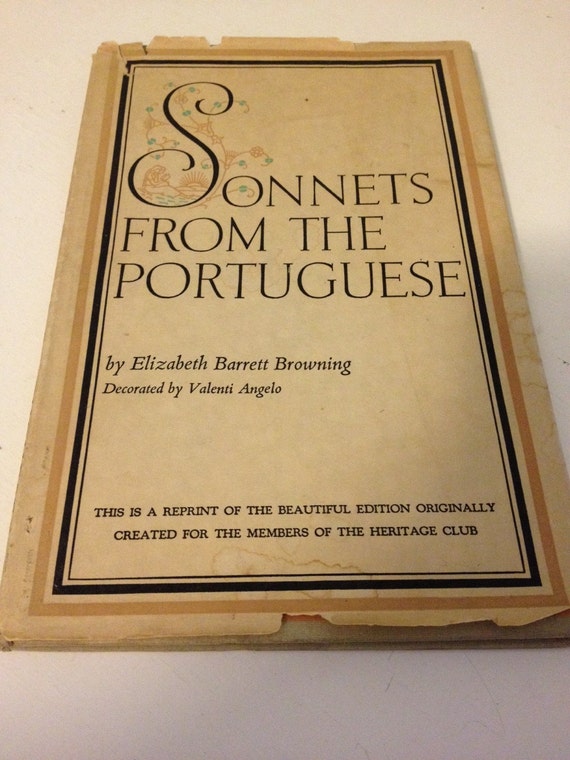 SONNETS
FROM THE
PORTUGUESE
by Elizabeth Barrett Browning
Decorated by Valenti Angelo
THIS IS A REPRINT OF THE BEAUTIFUL EDITION ORIGINALLY
CREATED FOR THE MEMBERS OF THE HERITAGE CLUB